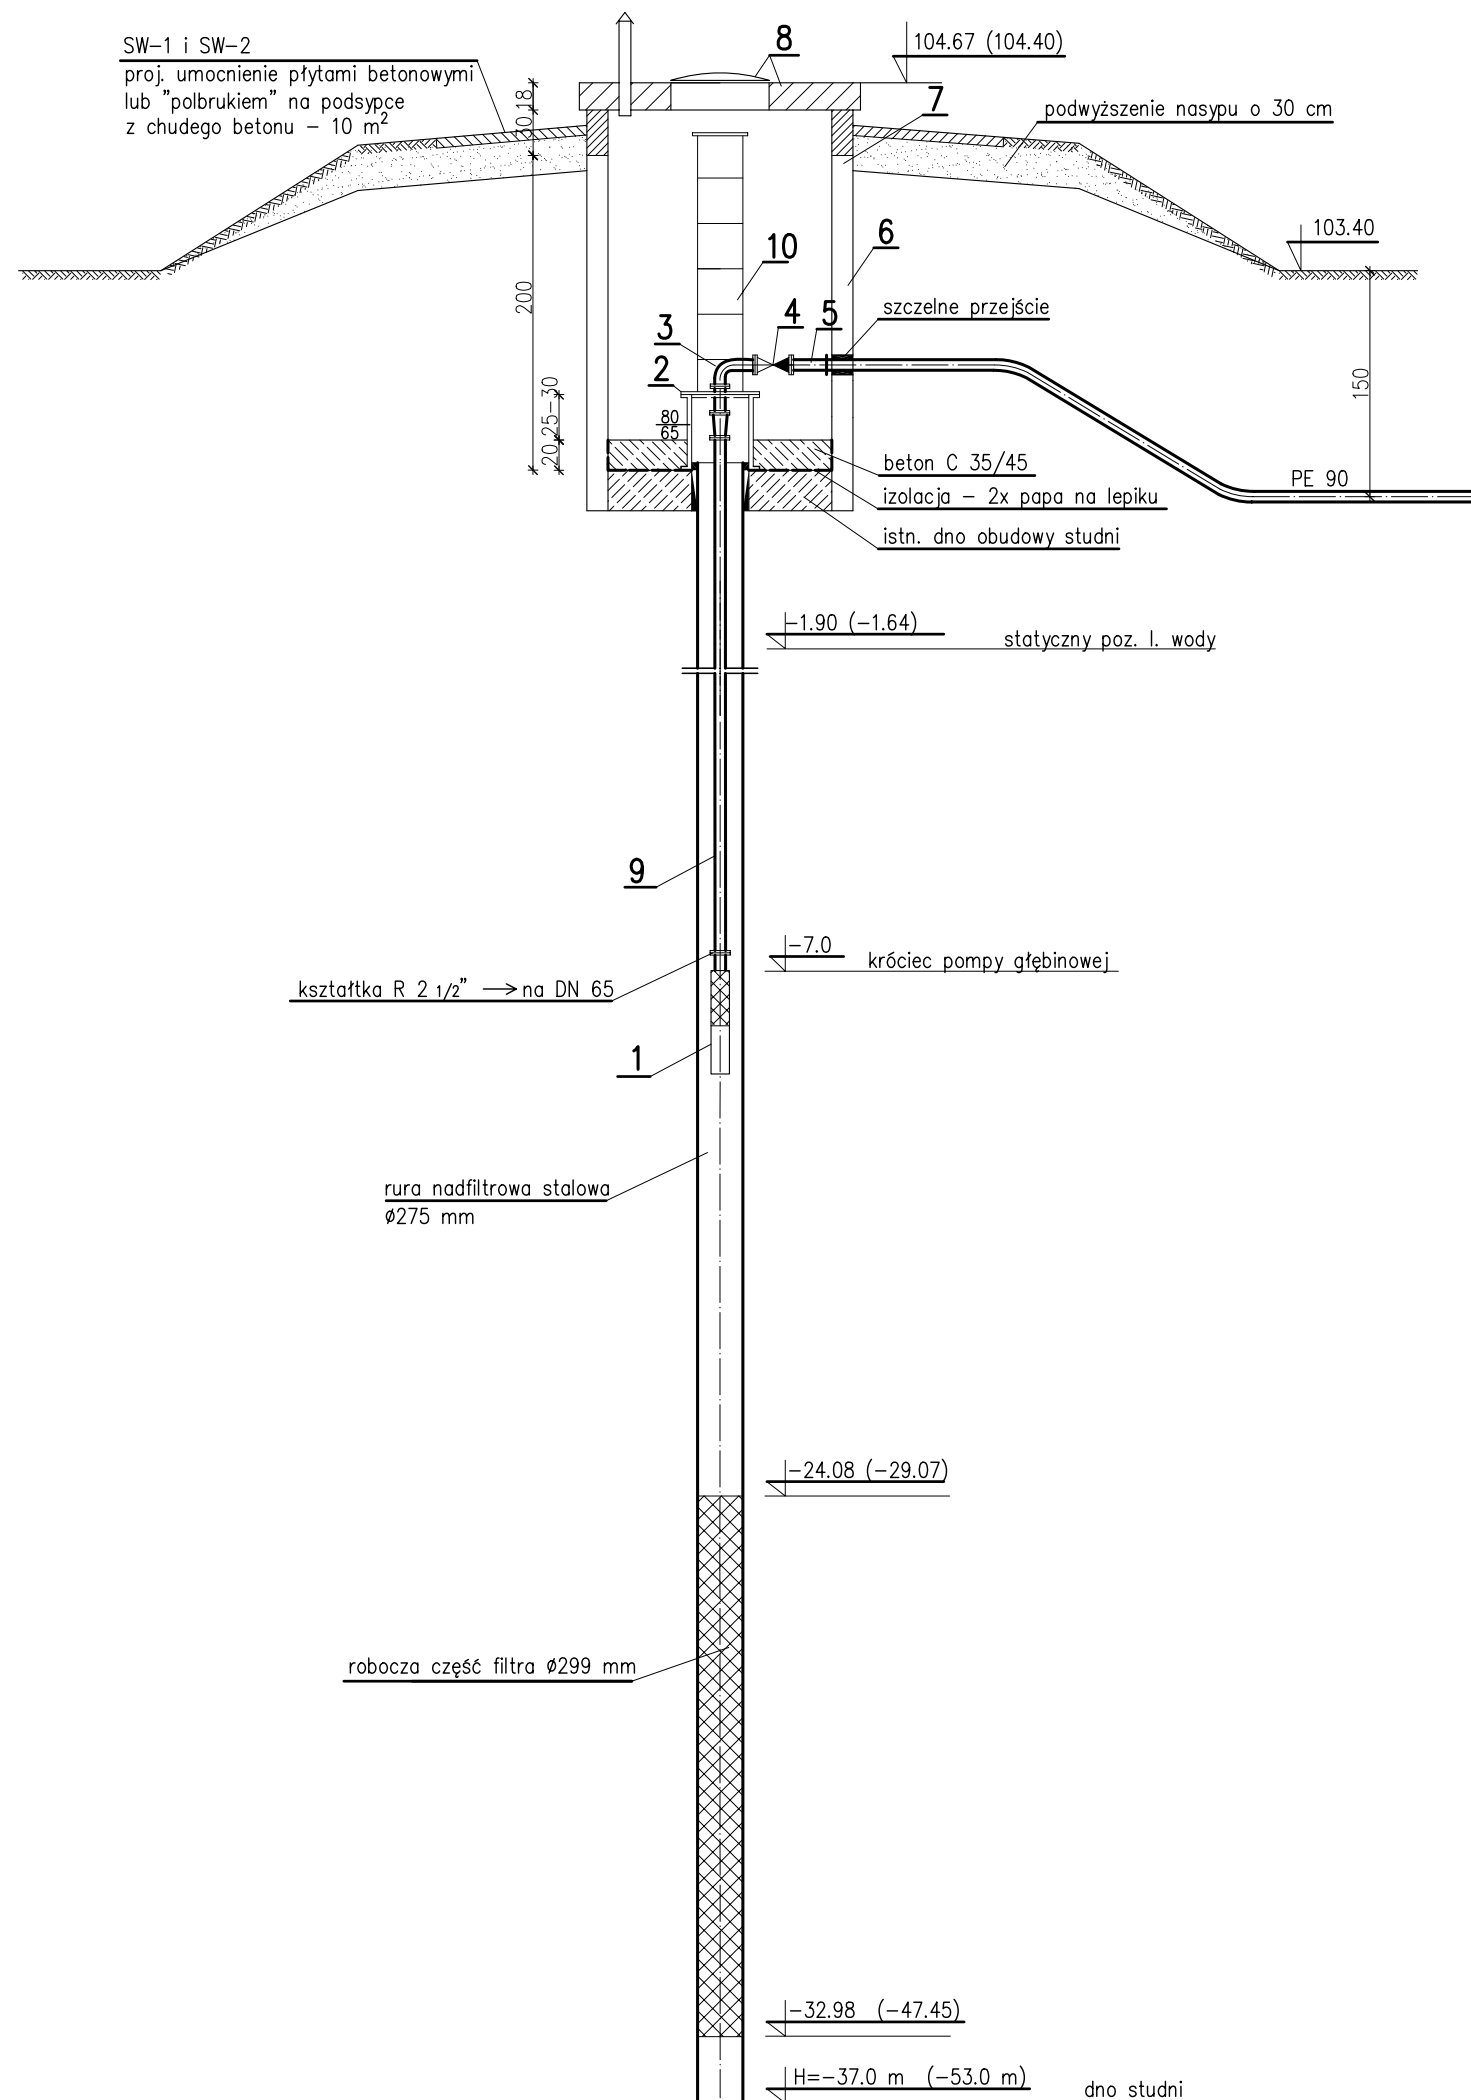 SW-1 i SW-2
proj. umocnienie płytami betonowymi
lub "polbrukiem" na podsypce
z chudego betonu - 10 m²
8
104.67 (104.40)
7
podwyższenie nasypu o 30 cm
18
30
6
103.40
10
200
szczelne przejście
4
5
3
2
150
25-30
80
65
20
beton C 35/45
PE 90
izolacja - 2x papa na lepiku
istn. dno obudowy studni
-1.90 (-1.64)
statyczny poz. l. wody
9
-7.0
króciec pompy głębinowej
kształtka R 2 1/2" → na DN 65
1
rura nadfiltrowa stalowa
ø275 mm
-24.08 (-29.07)
robocza część filtra ø299 mm
-32.98 (-47.45)
H=-37.0 m (-53.0 m)
dno studni